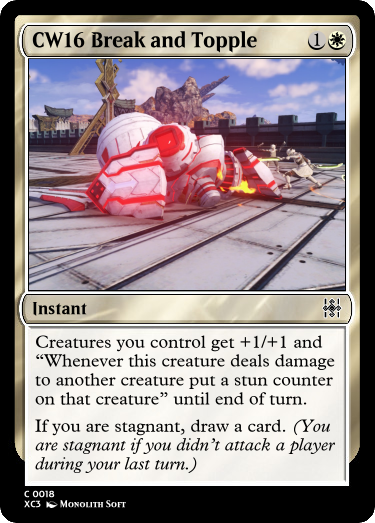 CW16 Break and Topple 1
Instant
Creatures you control get +1/+1 and
“Whenever this creature deals damage
to another creature put a stun counter
on that creature” until end of turn.
If you are stagnant, draw a card. (You
are stagnant if you didn’t attack a player
during your last turn.)
C 0018
XC3 Monolith Soft